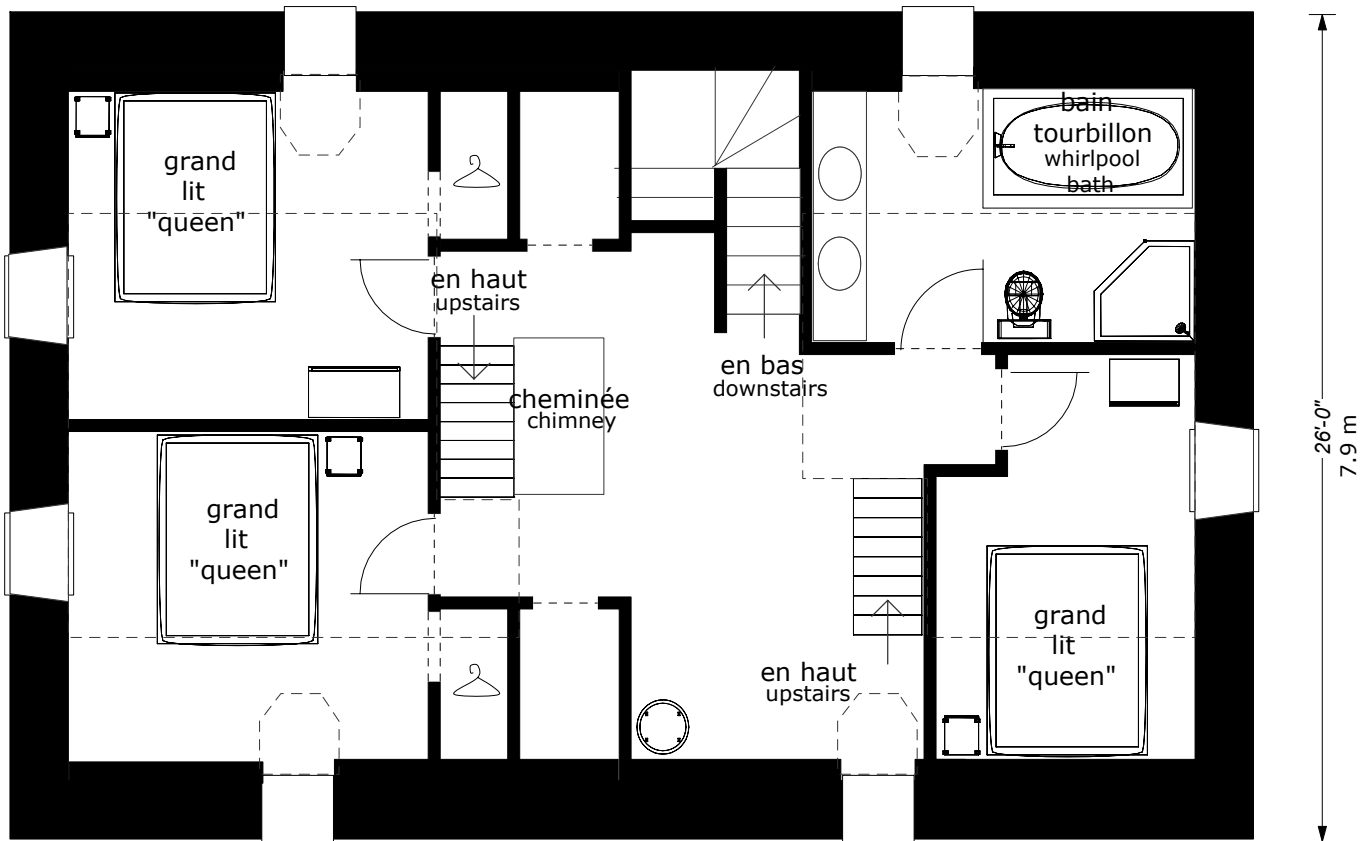 bain
tourbillon
whirlpool
bath
grand
lit
"queen"
en haut
upstairs
en bas
downstairs
cheminée
chimney
26'-0"
7.9 m
grand
lit
"queen"
grand
lit
"queen"
en haut
upstairs